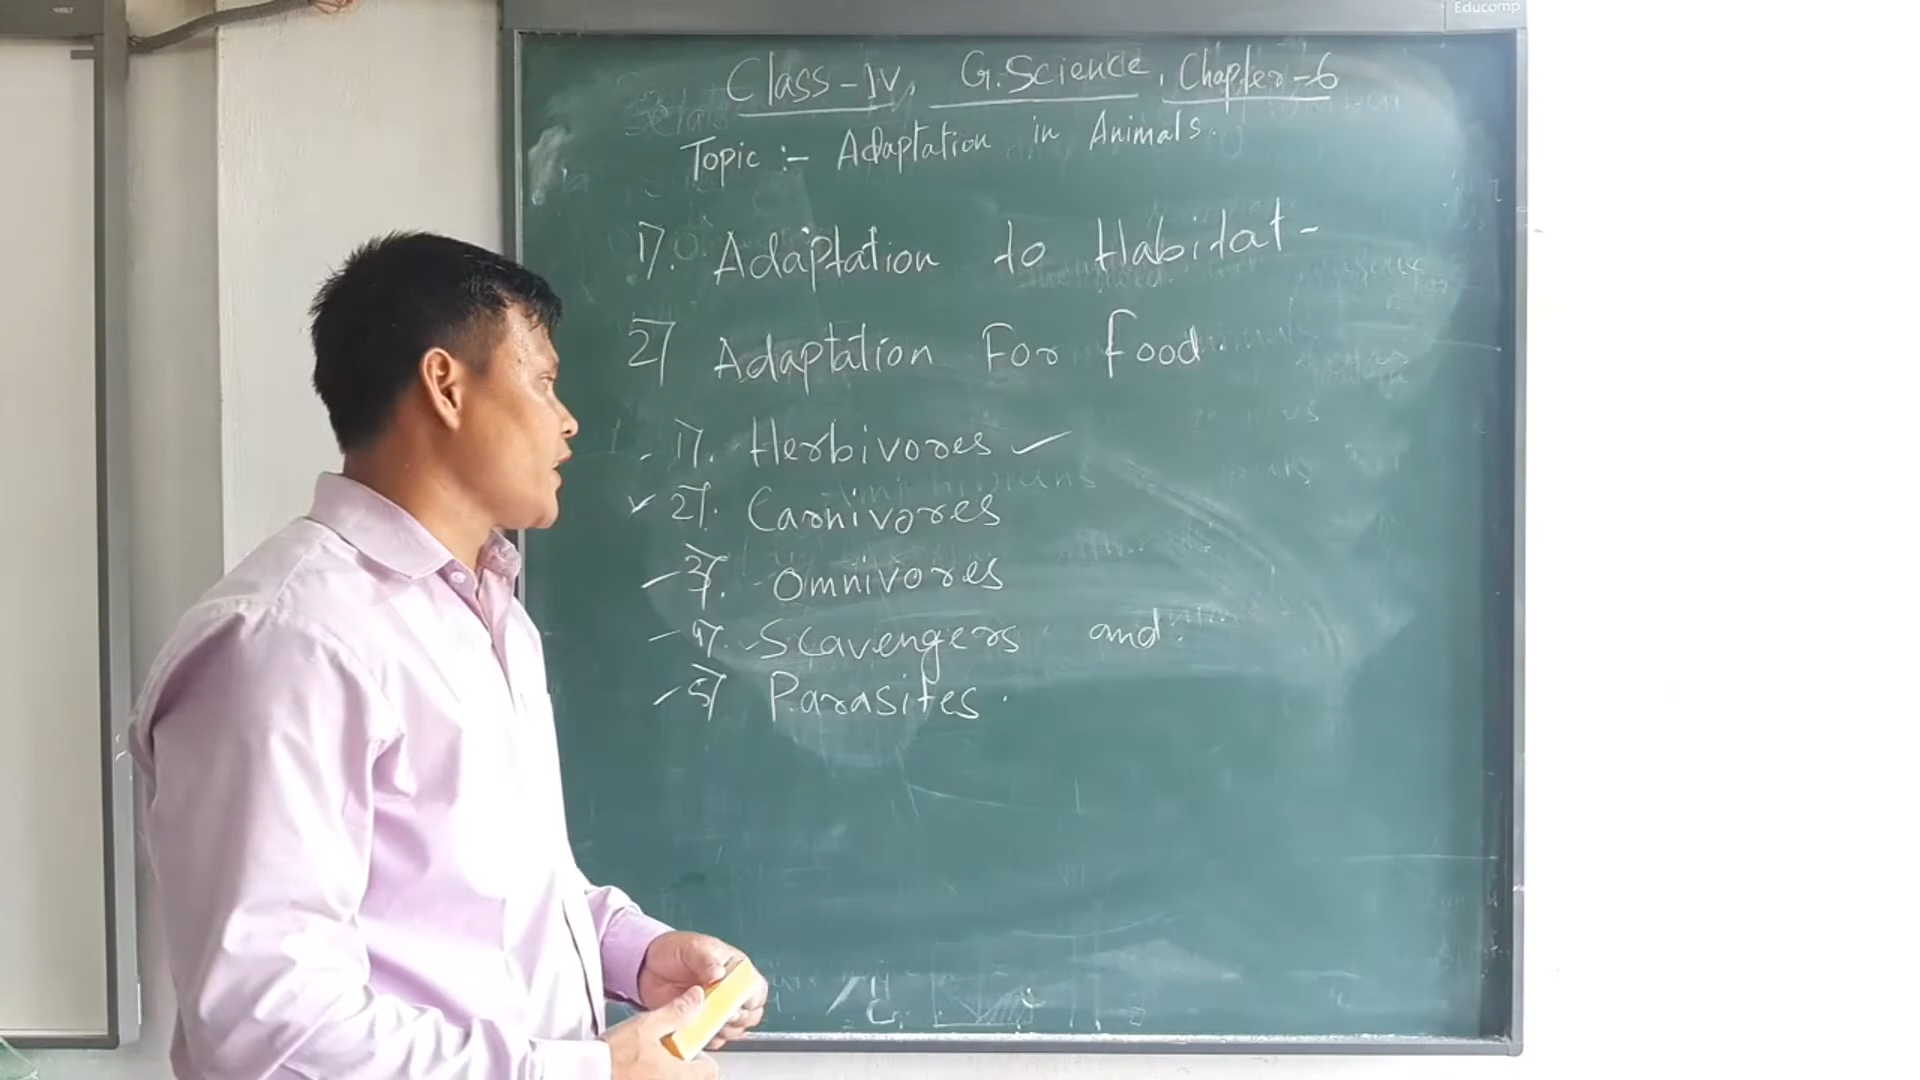 Educomp
Class-IV, G.Science, Chapter-6
Topic :- Adaptation in Animals.
1). Adaptation to Habitat-
2) Adaptation For food.
- 1). Herbivores ✓
✓ 2). Carnivores
- 3). Omnivores
- 4). Scavengers and.
- 5) Parasites.